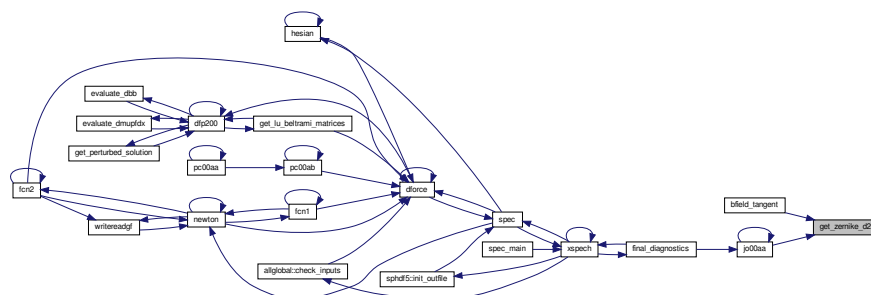 hesian
evaluate_dbb
evaluate_dmupfdx
dfp200
get_lu_beltrami_matrices
get_perturbed_solution
pc00aa
pc00ab
fcn2
dforce
bfield_tangent
fcn1
newton
spec
get_zernike_d2
writereadgf
spec_main
xspech
final_diagnostics
jo00aa
allglobal::check_inputs
sphdf5::init_outfile